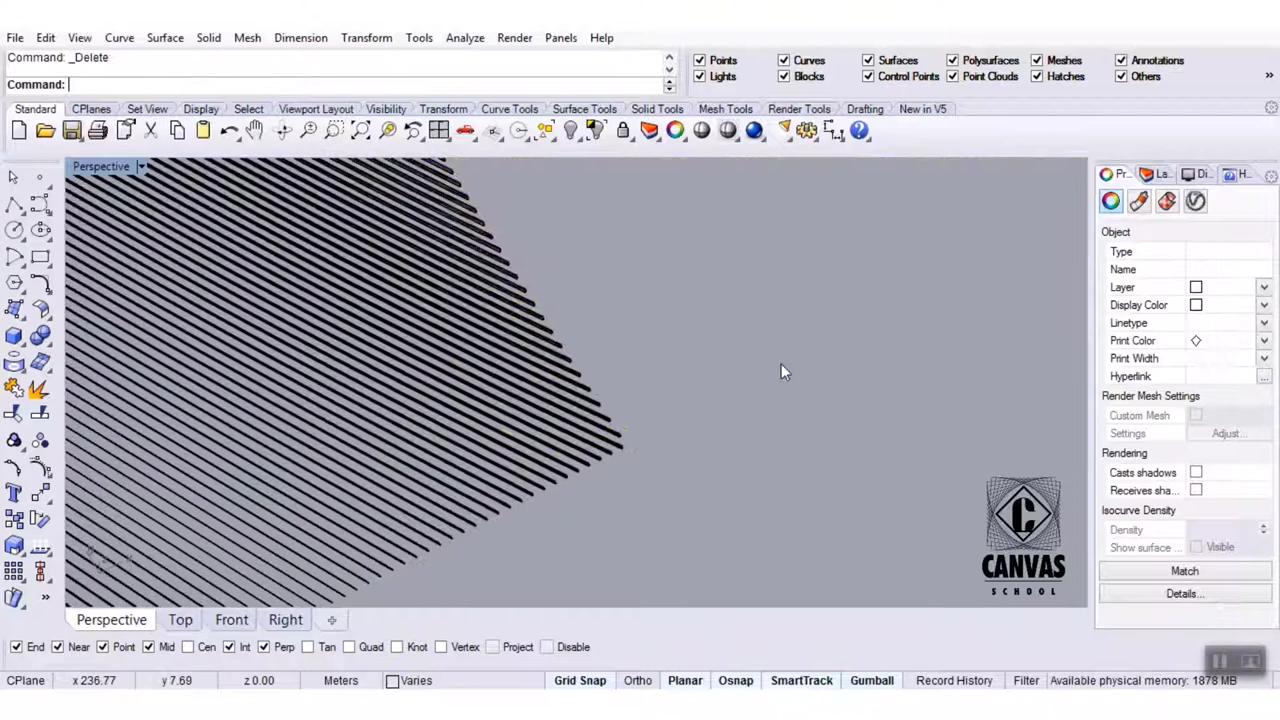 File Edit View Curve Surface Solid Mesh Dimension Transform Tools Analyze Render Panels Help
Command: _Delete
Command:
Points Curves Surfaces Polysurfaces Meshes Annotations
Lights Blocks Control Points Point Clouds Hatches Others
Standard CPlanes Set View Display Select Viewport Layout Visibility Transform Curve Tools Surface Tools Solid Tools Mesh Tools Render Tools Drafting New in V5
Perspective
Pr... La... Di... H...
Object
Type
Name
Layer
Display Color
Linetype
Print Color
Print Width
Hyperlink ...
Render Mesh Settings
Custom Mesh
Settings Adjust...
Rendering
Casts shadows
Receives sha...
Isocurve Density
Density
Show surface ... Visible
Match
Details...
CANVAS
SCHOOL
Perspective Top Front Right
End Near Point Mid Cen Int Perp Tan Quad Knot Vertex Project Disable
CPlane x 236.77 y 7.69 z 0.00 Meters Varies Grid Snap Ortho Planar Osnap SmartTrack Gumball Record History Filter Available physical memory: 1878 MB